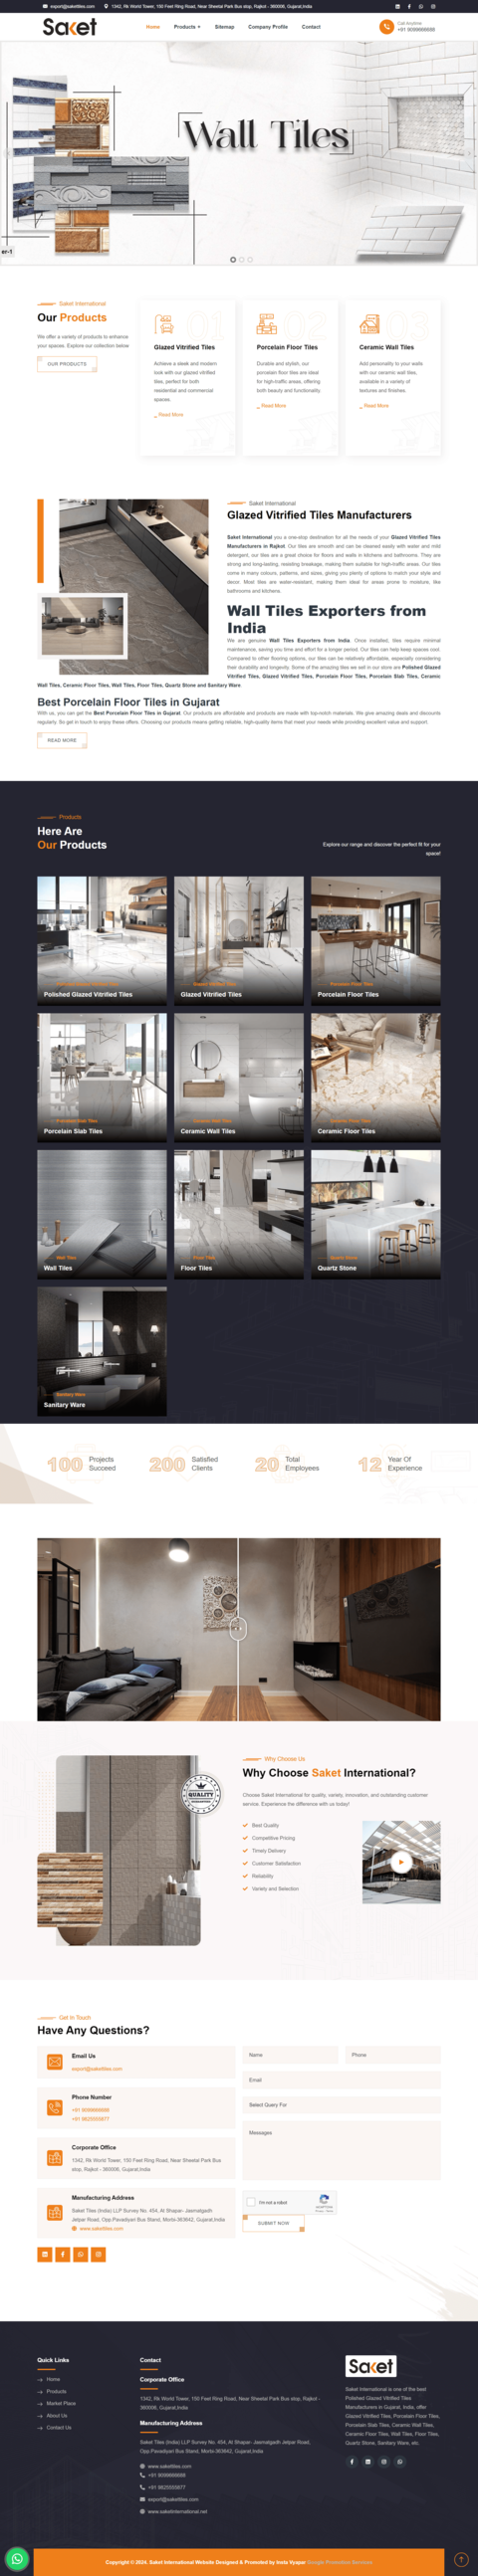 export@sakettiles.com 1342, Rk World Tower, 150 Feet Ring Road, Near Sheetal Park Bus stop, Rajkot - 360006, Gujarat,India
Saket
Home Products Sitemap Company Profile Contact
Call Anytime
+91 9099668888
Wall Tiles
er-1
Saket International
Our Products
We offer a variety of products to enhance
your spaces. Explore our collection below
OUR PRODUCTS
01
Glazed Vitrified Tiles
Achieve a sleek and modern
look with our glazed vitrified
tiles, perfect for both
residential and commercial
spaces.
Read More
02
Porcelain Floor Tiles
Durable and stylish, our
porcelain floor tiles are ideal
for high-traffic areas, offering
both beauty and functionality
Read More
03
Ceramic Wall Tiles
Add personality to your walls
with our ceramic wall tiles,
available in a variety of
textures and finishes.
Read More
Saket International
Glazed Vitrified Tiles Manufacturers
Saket International you a one-stop destination for all the needs of your Glazed Vitrified Tiles
Manufacturers in Rajkot. Our tiles are smooth and can be cleaned easily with water and mild
detergent, our tiles are a great choice for floors and walls in kitchens and bathrooms. They are
strong and long-lasting, resisting breakage, making them suitable for high-traffic areas. Our tiles
come in many colours, patterns, and sizes, giving you plenty of options to match your style and
decor. Most tiles are water-resistant, making them ideal for areas prone to moisture, like
bathrooms and kitchens.
Wall Tiles Exporters from
India
We are genuine Wall Tiles Exporters from India. Once installed, tiles require minimal
maintenance, saving you time and effort for a longer period. Our tiles can help keep spaces cool.
Compared to other flooring options, our tiles can be relatively affordable, especially considering
their durability and longevity. Some of the amazing tiles we sell in our store are Polished Glazed
Vitrified Tiles, Glazed Vitrified Tiles, Porcelain Floor Tiles, Porcelain Slab Tiles, Ceramic
Wall Tiles, Ceramic Floor Tiles, Wall Tiles, Floor Tiles, Quartz Stone and Sanitary Ware
Best Porcelain Floor Tiles in Gujarat
With us, you can get the Best Porcelain Floor Tiles in Gujarat. Our products are affordable and products are made with top-notch materials. We give amazing deals and discounts
regularly. So get in touch to enjoy these offers. Choosing our products means getting reliable, high-quality items that meet your needs while providing excellent value and support.
READ MORE
Products
Here Are
Our Products
Explore our range and discover the perfect fit for your
space!
Polished Glazed Vitrified Tiles
Glazed Vitrified Tiles
Glazed Vitrified Tiles
Porcelain Floor Tiles
Porcelain Floor Tiles
Porcelain Slab Tiles
Porcelain Slab Tiles
Ceramic Wall Tiles
Ceramic Wall Tiles
Ceramic Floor Tiles
Wall Tiles
Wall Tiles
Floor Tiles
Floor Tiles
Quartz Stone
Quartz Stone
Sanitary Ware
Sanitary Ware
100 Projects
Succeed
200 Satisfied
Clients
20 Total
Employees
12 Year Of
Experience
QUALITY
Why Choose Us
Why Choose Saket International?
Choose Saket International for quality, variety, innovation, and outstanding customer
service. Experience the difference with us today!
Best Quality
Competitive Pricing
Timely Delivery
Customer Satisfaction
Reliability
Variety and Selection
Get In Touch
Have Any Questions?
Email Us
export@sakettiles.com
Phone Number
+91 9099668888
+91 9825555877
Corporate Office
1342, Rk World Tower, 150 Feet Ring Road, Near Sheetal Park Bus
stop, Rajkot - 360006, Gujarat,India
Manufacturing Address
Saket Tiles (India) LLP Survey No. 454, At Shapar- Jasmatgadh
Jetpar Road, Opp.Pavadiyari Bus Stand, Morbi-363642, Gujarat,India
www.sakettiles.com
Name Phone
Email
Select Query For
Messages
I'm not a robot
SUBMIT NOW
Quick Links
Home
Products
Market Place
About Us
Contact Us
Contact
Corporate Office
1342, Rk World Tower, 150 Feet Ring Road, Near Sheetal Park Bus stop, Rajkot -
360006, Gujarat,India
Manufacturing Address
Saket Tiles (India) LLP Survey No. 454, At Shapar- Jasmatgadh Jetpar Road,
Opp.Pavadiyari Bus Stand, Morbi-363642, Gujarat,India
www.sakettiles.com
+91 9099668888
+91 9825555877
export@sakettiles.com
www.saketinternational.net
Saket
Saket International is one of the best
Polished Glazed Vitrified Tiles
Manufacturers in Gujarat, India, offer
Glazed Vitrified Tiles, Porcelain Floor Tiles,
Porcelain Slab Tiles, Ceramic Wall Tiles,
Ceramic Floor Tiles, Wall Tiles, Floor Tiles,
Quartz Stone, Sanitary Ware, etc.
Copyright © 2024. Saket International Website Designed & Promoted by Insta Vyapar Google Promotion Services